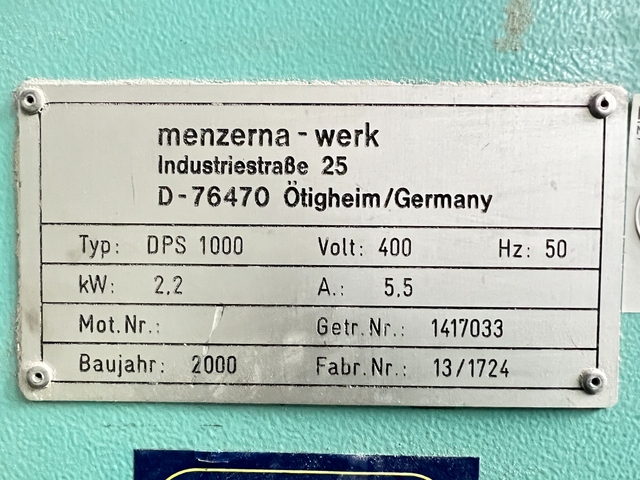 menzerna-werk
Industriestraße 25
D-76470 Ötigheim/Germany
Typ: DPS 1000 Volt: 400 Hz: 50
kW: 2,2 A.: 5,5
Mot.Nr.: Getr.Nr.: 1417033
Baujahr: 2000 Fabr.Nr.: 13/1724